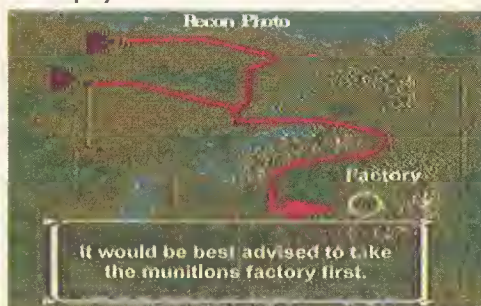 Recon Photo
Factory
It would be best advised to take
the munitions factory first.